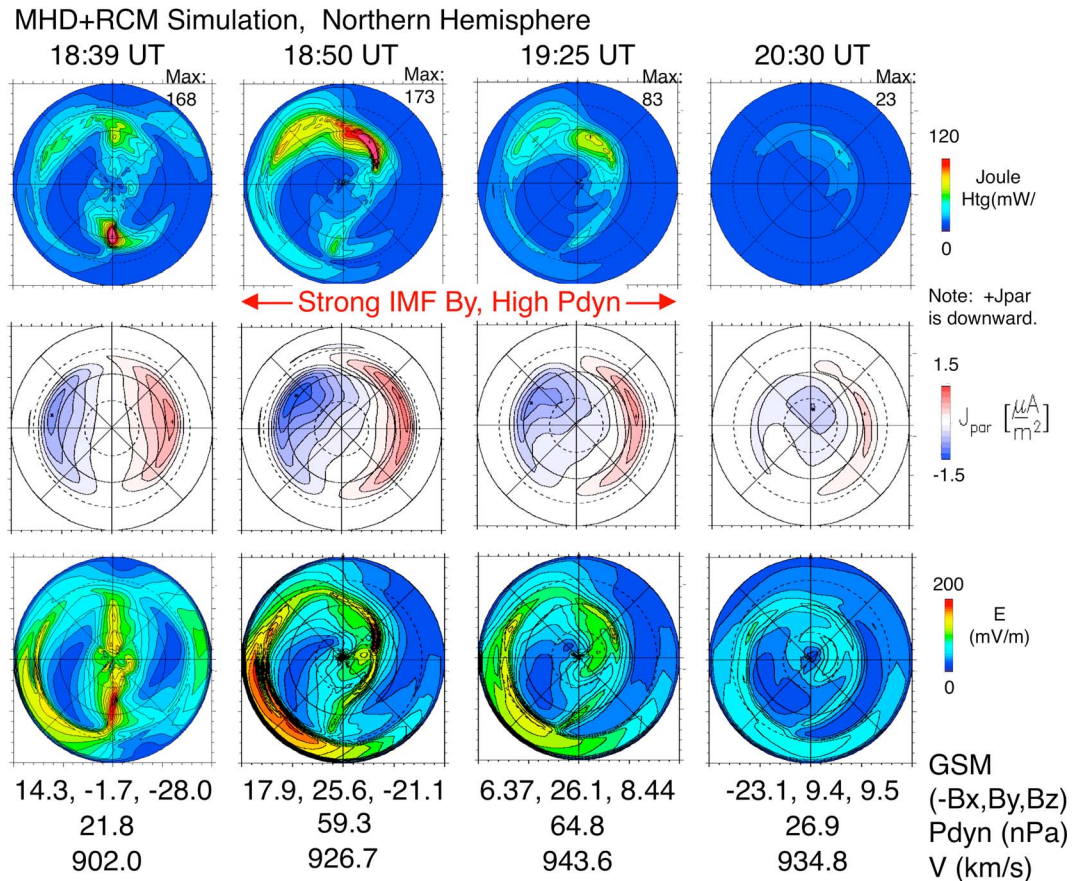 MHD+RCM Simulation, Northern Hemisphere
18:39 UT
18:50 UT
19:25 UT
20:30 UT
Max:
168
Max:
173
Max:
83
Max:
23
120
Joule
Htg(mW/
0
Strong IMF By, High Pdyn
Note: +Jpar
is downward.
1.5
J_par [μA/m²]
-1.5
200
E
(mV/m)
0
14.3, -1.7, -28.0
17.9, 25.6, -21.1
6.37, 26.1, 8.44
-23.1, 9.4, 9.5
GSM
(-Bx,By,Bz)
21.8
59.3
64.8
26.9
Pdyn (nPa)
902.0
926.7
943.6
934.8
V (km/s)